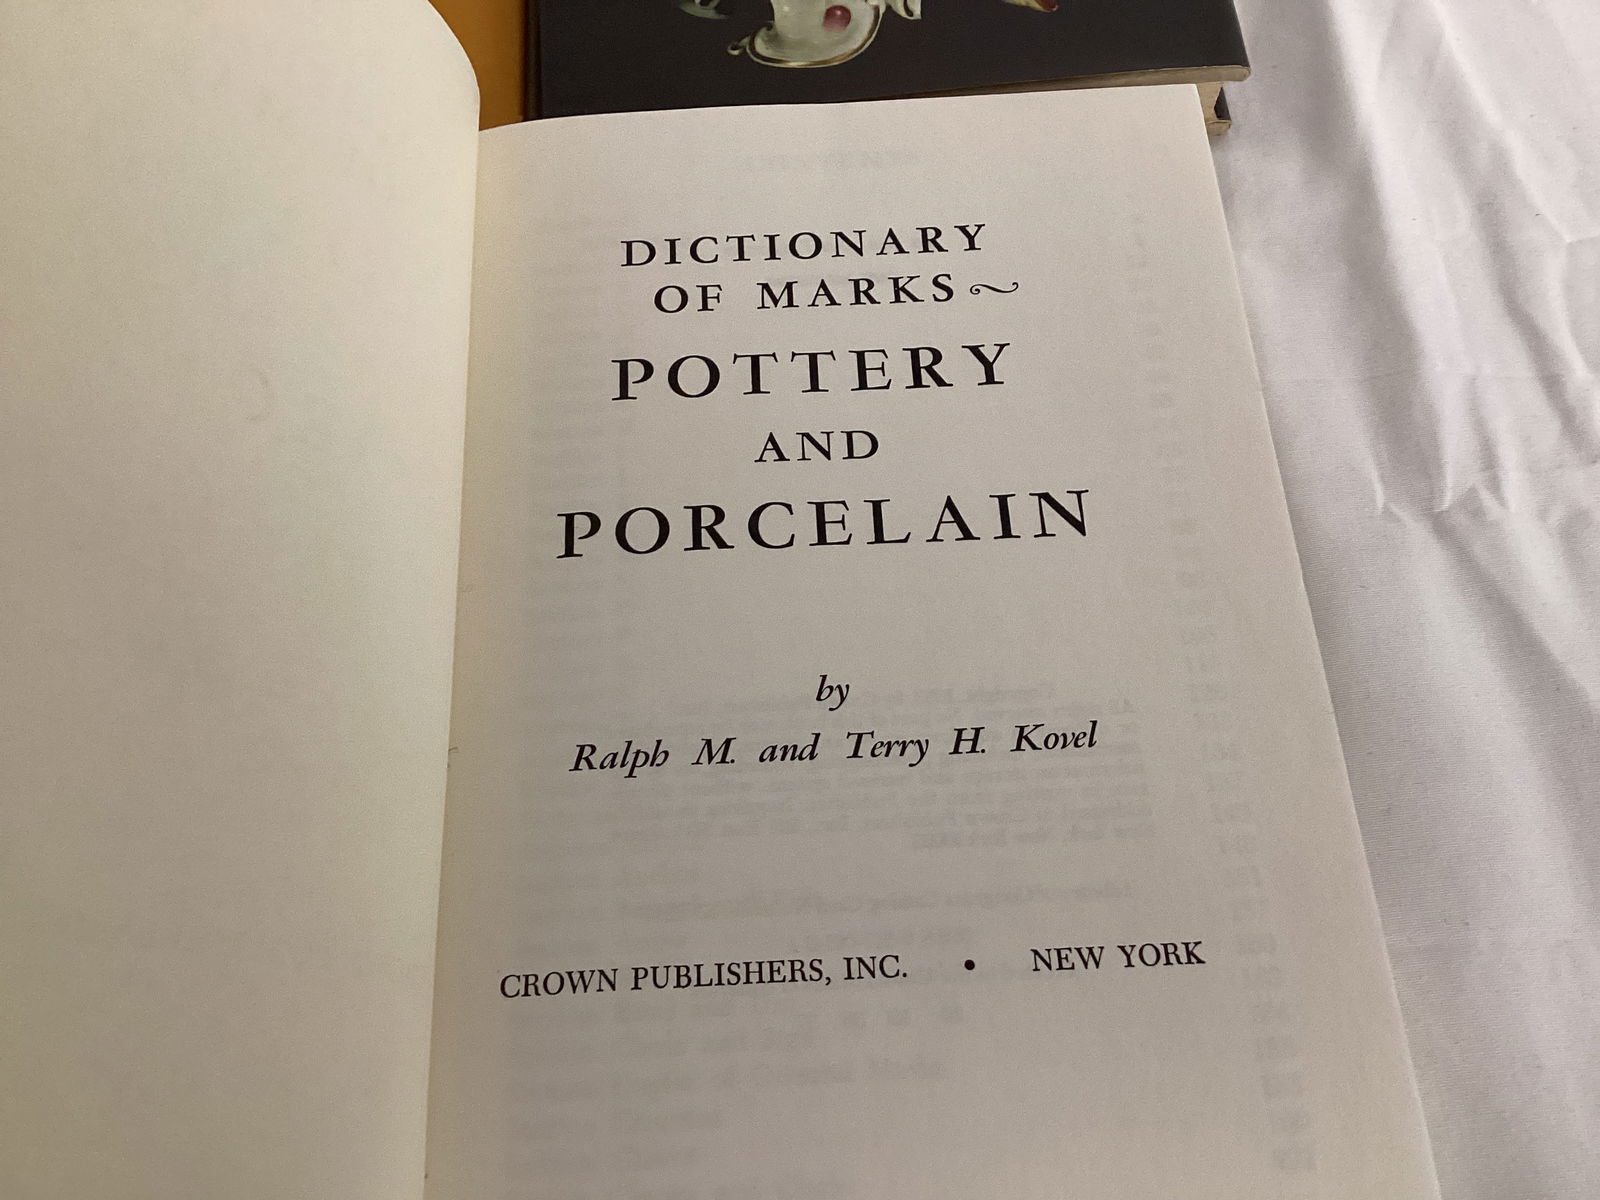 DICTIONARY
OF MARKS~
POTTERY
AND
PORCELAIN
by
Ralph M. and Terry H. Kovel
CROWN PUBLISHERS, INC. • NEW YORK